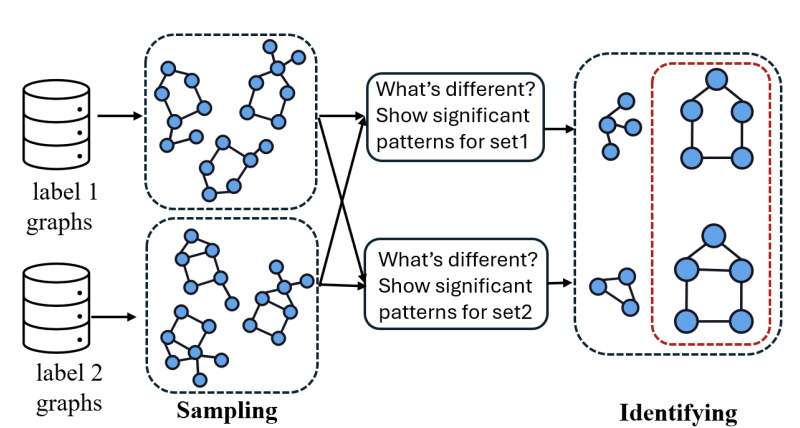 label 1
graphs
What's different?
Show significant
patterns for set1
What's different?
Show significant
patterns for set2
label 2
graphs
Sampling
Identifying